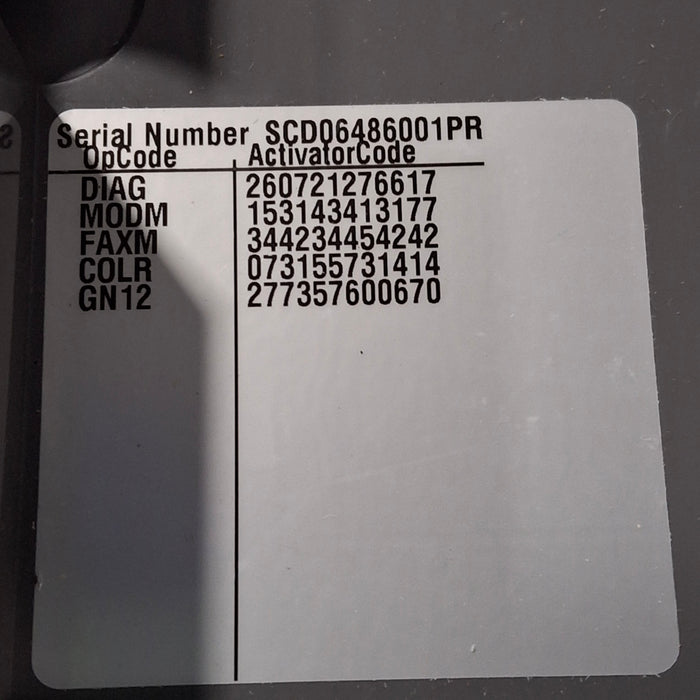 Serial Number SCD06486001PR
OpCode ActivatorCode
DIAG 260721276617
MODM 153143413177
FAXM 344234454242
COLR 073155731414
GN12 277357600670